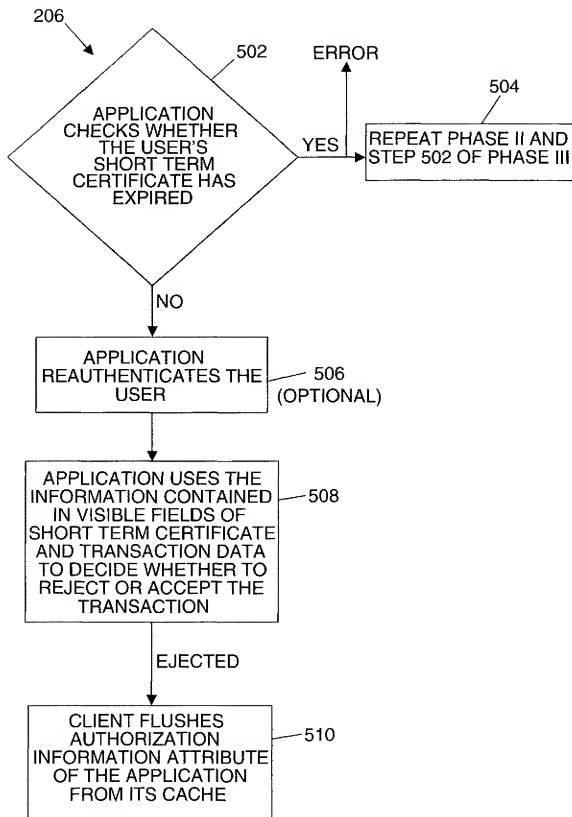 206
502
APPLICATION
CHECKS WHETHER
THE USER'S
SHORT TERM
CERTIFICATE HAS
EXPIRED
ERROR
YES
504
REPEAT PHASE II AND
STEP 502 OF PHASE III
NO
APPLICATION
REAUTHENTICATES THE
USER
506
(OPTIONAL)
APPLICATION USES THE
INFORMATION CONTAINED
IN VISIBLE FIELDS OF
SHORT TERM CERTIFICATE
AND TRANSACTION DATA
TO DECIDE WHETHER TO
REJECT OR ACCEPT THE
TRANSACTION
508
EJECTED
CLIENT FLUSHES
AUTHORIZATION
INFORMATION ATTRIBUTE
OF THE APPLICATION
FROM ITS CACHE
510